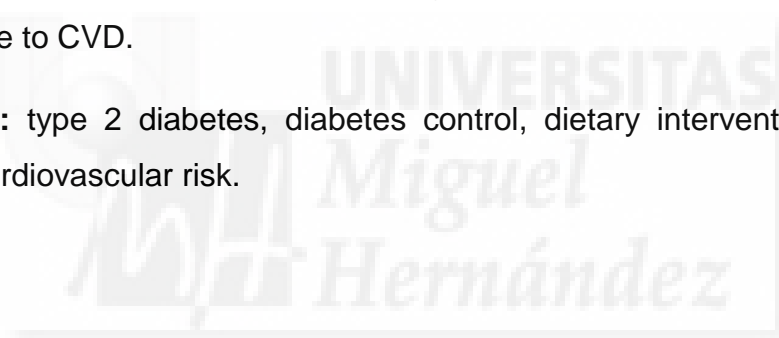 e to CVD.
: type 2 diabetes, diabetes control, dietary intervent
rdiovascular risk.
UNIVERSITAS
Miguel
Hernández